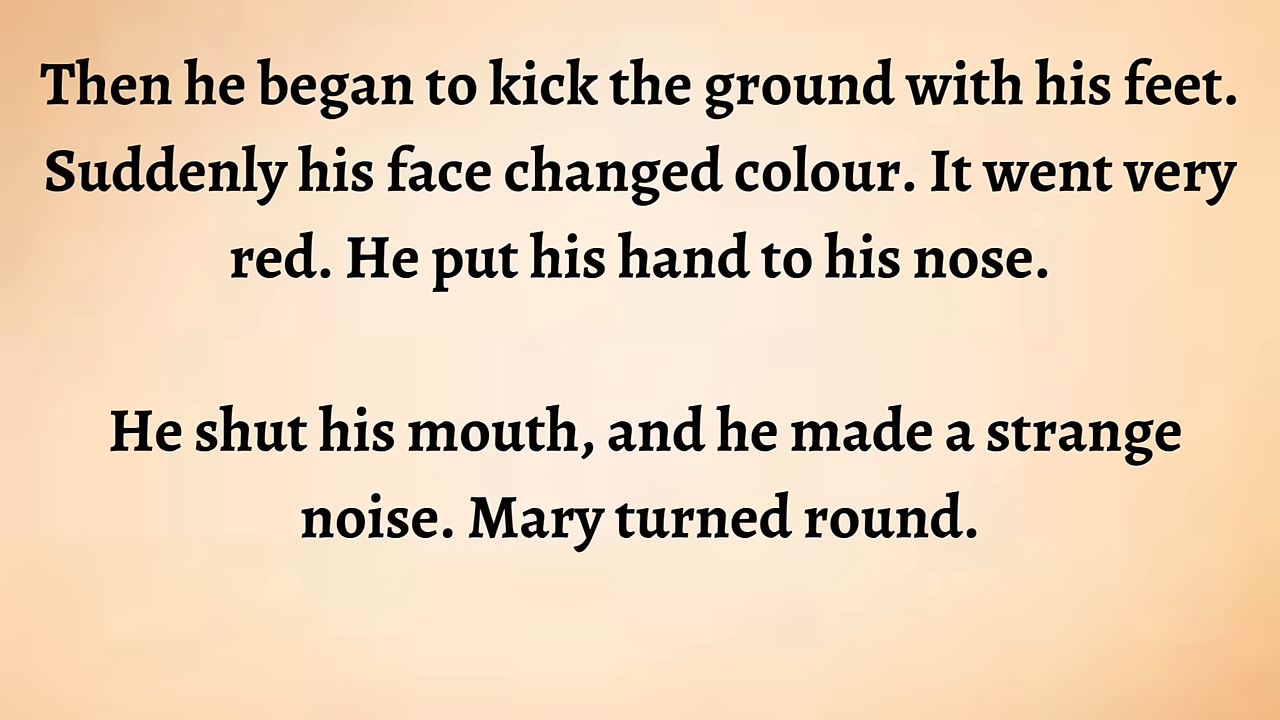 Then he began to kick the ground with his feet.
Suddenly his face changed colour. It went very
red. He put his hand to his nose.
He shut his mouth, and he made a strange
noise. Mary turned round.